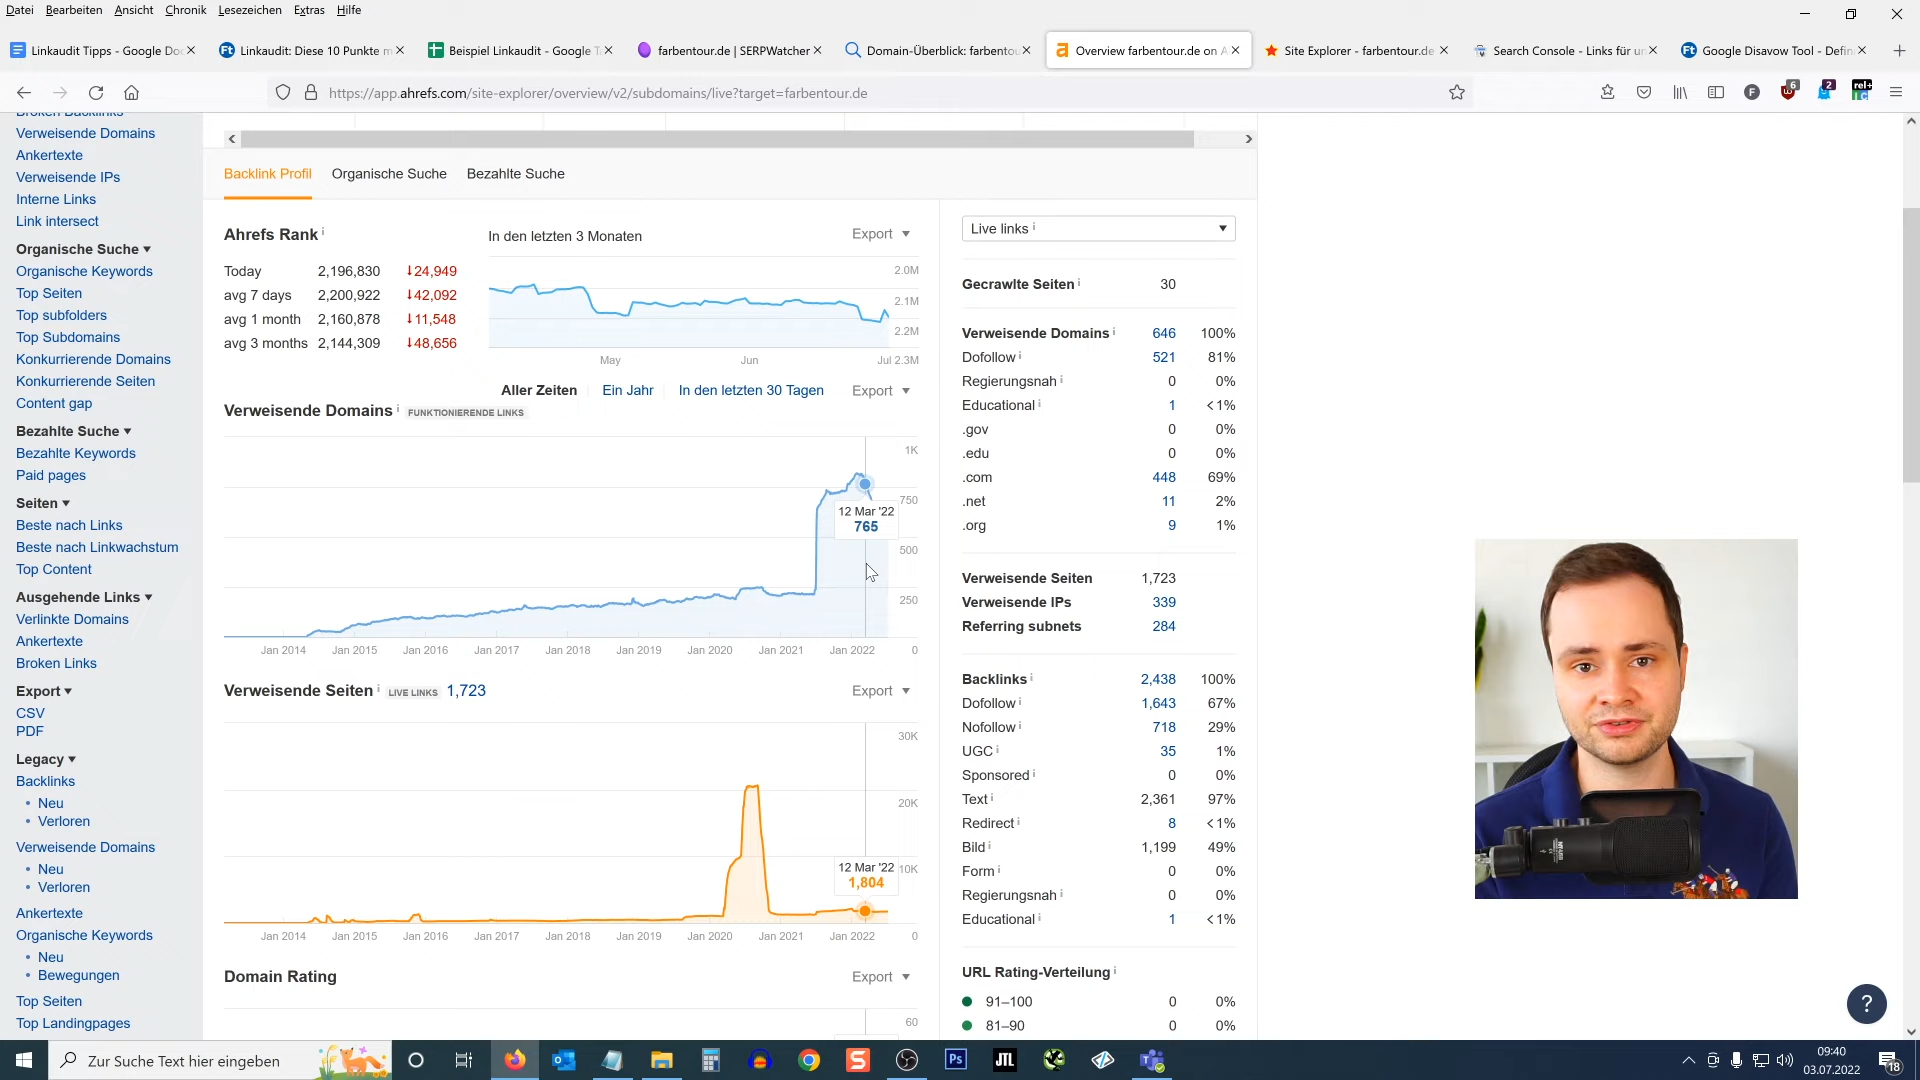 Datei Bearbeiten Ansicht Chronik Lesezeichen Extras Hilfe
Linkaudit Tipps - Google Do
Linkaudit: Diese 10 Punkte m
Beispiel Linkaudit - Google T
farbentour.de | SERPWatcher
Domain-Überblick: farbentou
Overview farbentour.de on A
Site Explorer - farbentour.de
Search Console - Links für un
Google Disavow Tool - Defin
https://app.ahrefs.com/site-explorer/overview/v2/subdomains/live?target=farbentour.de
6
2
rel+
Broken Backlinks
Verweisende Domains
Ankertexte
Verweisende IPs
Interne Links
Link intersect
Organische Suche
Organische Keywords
Top Seiten
Top subfolders
Top Subdomains
Konkurrierende Domains
Konkurrierende Seiten
Content gap
Bezahlte Suche
Bezahlte Keywords
Paid pages
Seiten
Beste nach Links
Beste nach Linkwachstum
Top Content
Ausgehende Links
Verlinkte Domains
Ankertexte
Broken Links
Export
CSV
PDF
Legacy
Backlinks
Neu
Verloren
Verweisende Domains
Neu
Verloren
Ankertexte
Organische Keywords
Neu
Bewegungen
Top Seiten
Top Landingpages
Backlink Profil Organische Suche Bezahlte Suche
Ahrefs Rank i In den letzten 3 Monaten Export
Today 2,196,830 ↓24,949
avg 7 days 2,200,922 ↓42,092
avg 1 month 2,160,878 ↓11,548
avg 3 months 2,144,309 ↓48,656
2.0M
2.1M
2.2M
May Jun Jul 2.3M
Aller Zeiten Ein Jahr In den letzten 30 Tagen Export
Verweisende Domains i FUNKTIONIERENDE LINKS
1K
750
500
250
12 Mar '22
765
Jan 2014 Jan 2015 Jan 2016 Jan 2017 Jan 2018 Jan 2019 Jan 2020 Jan 2021 Jan 2022 0
Verweisende Seiten i LIVE LINKS 1,723 Export
30K
20K
10K
12 Mar '22
1,804
Jan 2014 Jan 2015 Jan 2016 Jan 2017 Jan 2018 Jan 2019 Jan 2020 Jan 2021 Jan 2022 0
Domain Rating Export
60
Live links i
Gecrawlte Seiten i 30
Verweisende Domains i 646 100%
Dofollow i 521 81%
Regierungsnah i 0 0%
Educational i 1 <1%
.gov 0 0%
.edu 0 0%
.com 448 69%
.net 11 2%
.org 9 1%
Verweisende Seiten 1,723
Verweisende IPs 339
Referring subnets 284
Backlinks i 2,438 100%
Dofollow i 1,643 67%
Nofollow i 718 29%
UGC i 35 1%
Sponsored i 0 0%
Text i 2,361 97%
Redirect i 8 <1%
Bild i 1,199 49%
Form i 0 0%
Regierungsnah i 0 0%
Educational i 1 <1%
URL Rating-Verteilung i
91–100 0 0%
81–90 0 0%
?
Zur Suche Text hier eingeben
Ps
JTL
09:40
03.07.2022
18